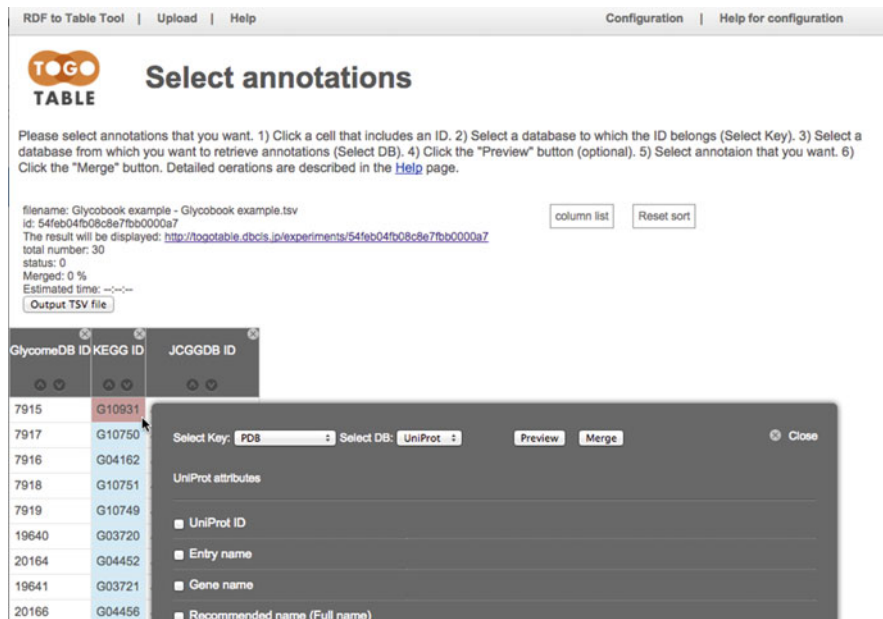 RDF to Table Tool | Upload | Help Configuration | Help for configuration
TOGO
TABLE
Select annotations
Please select annotations that you want. 1) Click a cell that includes an ID. 2) Select a database to which the ID belongs (Select Key). 3) Select a
database from which you want to retrieve annotations (Select DB). 4) Click the "Preview" button (optional). 5) Select annotaion that you want. 6)
Click the "Merge" button. Detailed oerations are described in the Help page.
filename: Glycobook example - Glycobook example.tsv
id: 54feb04fb08c8e7fbb0000a7
The result will be displayed: http://togotable.dbcls.jp/experiments/54feb04fb08c8e7fbb0000a7
total number: 30
status: 0
Merged: 0 %
Estimated time: --:--:--
Output TSV file
column list Reset sort
GlycomeDB ID KEGG ID JCGGDB ID
7915 G10931
7917 G10750
7916 G04162
7918 G10751
7919 G10749
19640 G03720
20164 G04452
19641 G03721
20166 G04456
Select Key: PDB Select DB: UniProt Preview Merge Close
UniProt attributes
UniProt ID
Entry name
Gene name
Recommended name (Full name)